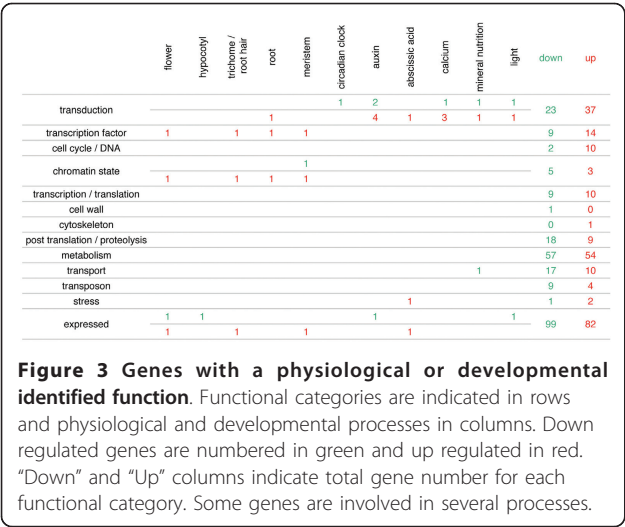 flower hypocotyl trichome / root hair root meristem circadian clock auxin abscissic acid calcium mineral nutrition light down up
1 2 1 1 1
transduction 23 37
1 4 1 3 1 1
transcription factor 1 1 1 1 9 14
cell cycle / DNA 2 10
1
chromatin state 5 3
1 1 1 1
transcription / translation 9 10
cell wall 1 0
cytoskeleton 0 1
post translation / proteolysis 18 9
metabolism 57 54
transport 1 17 10
transposon 9 4
stress 1 1 2
1 1 1 1
expressed 99 82
1 1 1 1
Figure 3 Genes with a physiological or developmental
identified function. Functional categories are indicated in rows
and physiological and developmental processes in columns. Down
regulated genes are numbered in green and up regulated in red.
“Down” and “Up” columns indicate total gene number for each
functional category. Some genes are involved in several processes.